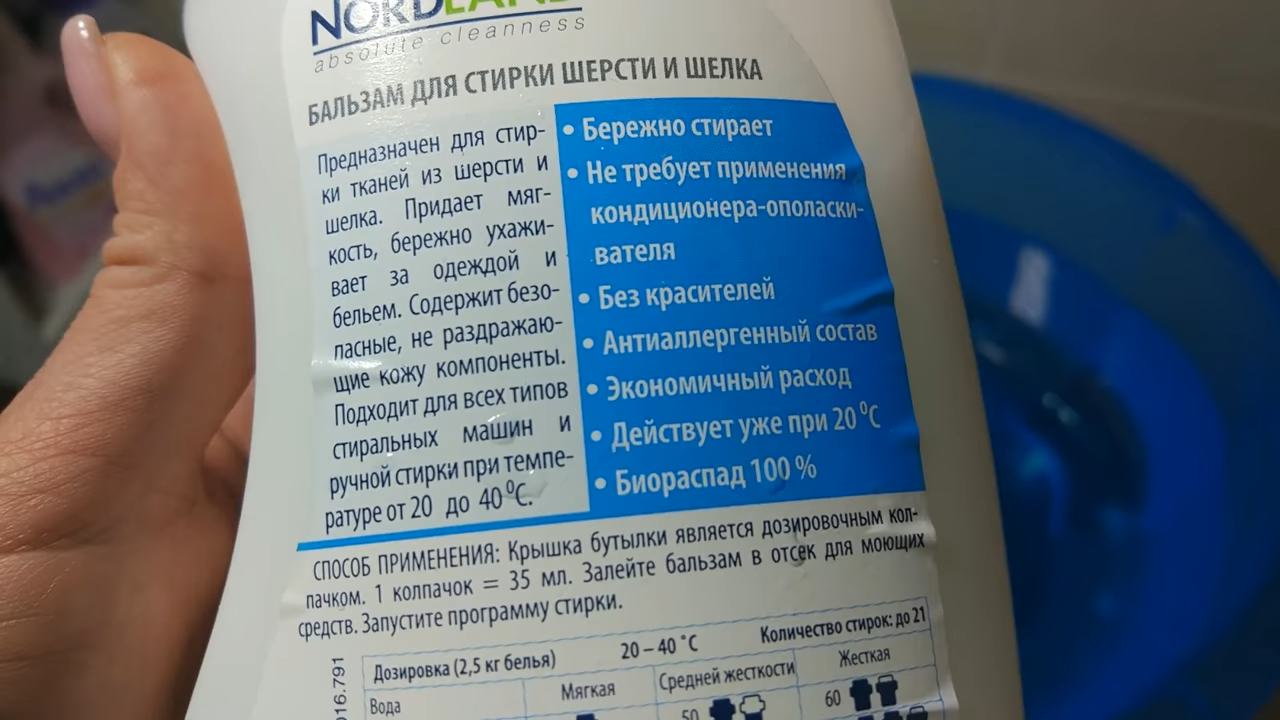 NORDLAND
absolute cleanness
БАЛЬЗАМ ДЛЯ СТИРКИ ШЕРСТИ И ШЕЛКА
Предназначен для стир-
ки тканей из шерсти и
шелка. Придает мяг-
кость, бережно ухажи-
вает за одеждой и
бельем. Содержит безо-
пасные, не раздражаю-
щие кожу компоненты.
Подходит для всех типов
стиральных машин и
ручной стирки при темпе-
ратуре от 20 до 40 °С.
• Бережно стирает
• Не требует применения
кондиционера-ополаски-
вателя
• Без красителей
• Антиаллергенный состав
• Экономичный расход
• Действует уже при 20 °С
• Биораспад 100 %
СПОСОБ ПРИМЕНЕНИЯ: Крышка бутылки является дозировочным кол-
пачком. 1 колпачок = 35 мл. Залейте бальзам в отсек для моющих
средств. Запустите программу стирки.
Дозировка (2,5 кг белья) 20 – 40 °С Количество стирок: до 21
Вода Мягкая Средней жесткости Жесткая
50 60
016.791